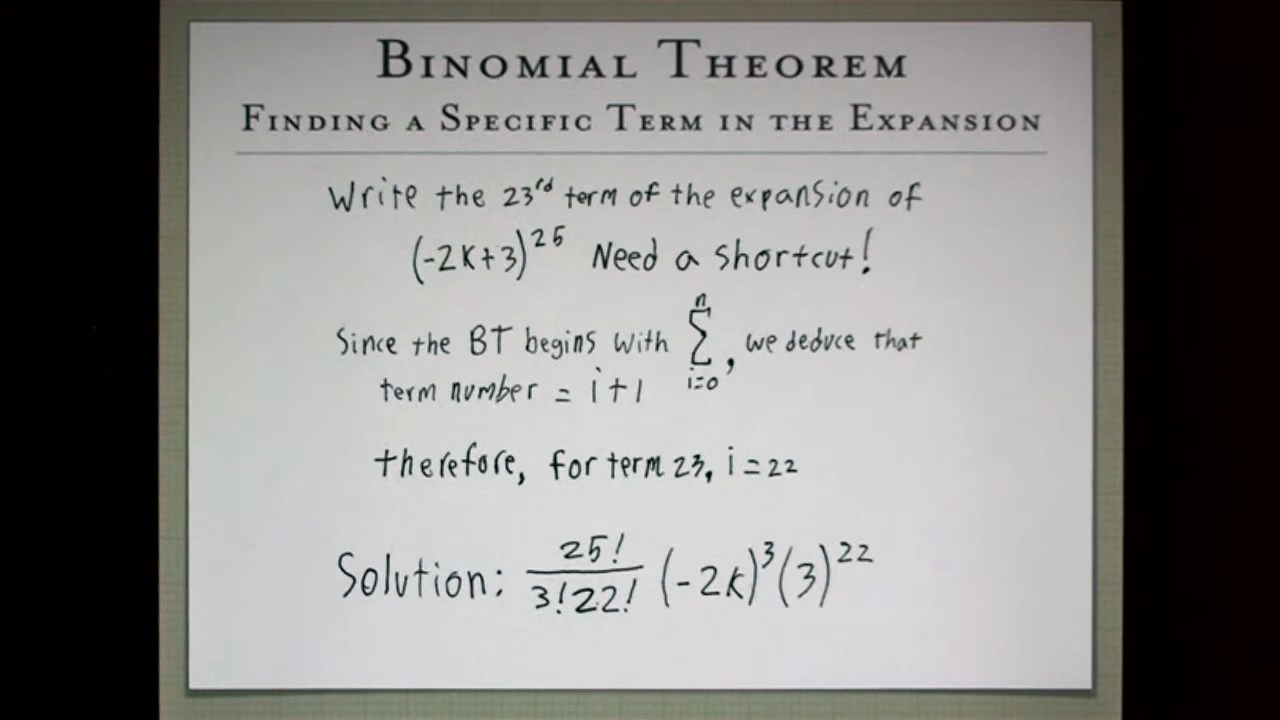 BINOMIAL THEOREM
FINDING A SPECIFIC TERM IN THE EXPANSION
Write the 23rd term of the expansion of
(-2k+3)^25 Need a shortcut!
Since the BT begins with n∑i=0, we deduce that
term number = i+1
therefore, for term 23, i=22
Solution: 25!/3!22! (-2k)^3(3)^22